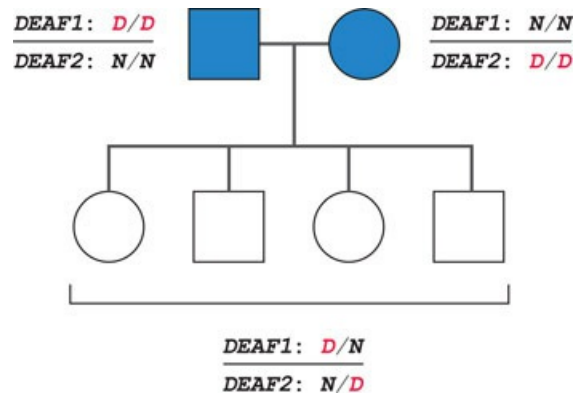 DEAF1: D/D
DEAF2: N/N
DEAF1: N/N
DEAF2: D/D
DEAF1: D/N
DEAF2: N/D